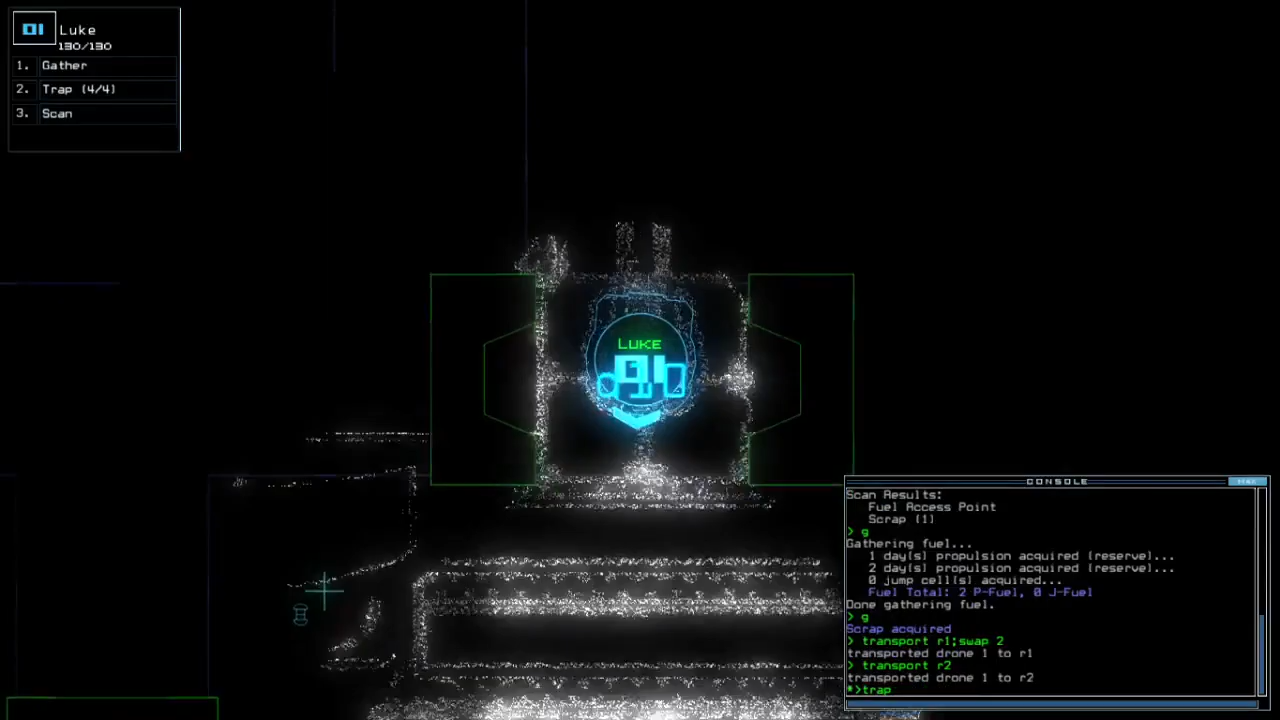 01 Luke
130/130
1. Gather
2. Trap (4/4)
3. Scan
LUKE
01
CONSOLE
Scan Results:
Fuel Access Point
Scrap (1)
> g
Gathering fuel...
1 day(s) propulsion acquired (reserve)...
2 day(s) propulsion acquired (reserve)...
0 jump cell(s) acquired...
Fuel Total: 2 P-Fuel, 0 J-Fuel
Done gathering fuel.
> g
Scrap acquired
> transport r1;swap 2
transported drone 1 to r1
> transport r2
transported drone 1 to r2
*>trap